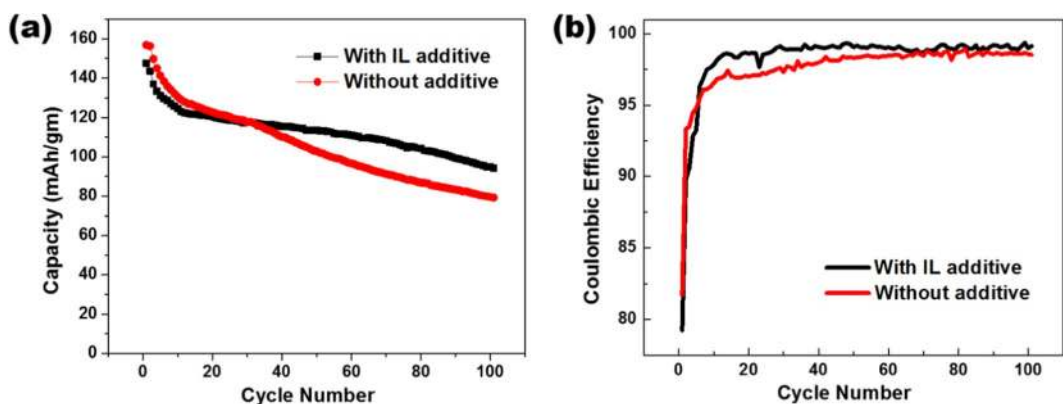 (a)
Capacity (mAh/gm)
160
140
120
100
80
60
40
20
0
With IL additive
Without additive
0 20 40 60 80 100
Cycle Number
(b)
Coulombic Efficiency
100
95
90
85
80
With IL additive
Without additive
0 20 40 60 80 100
Cycle Number